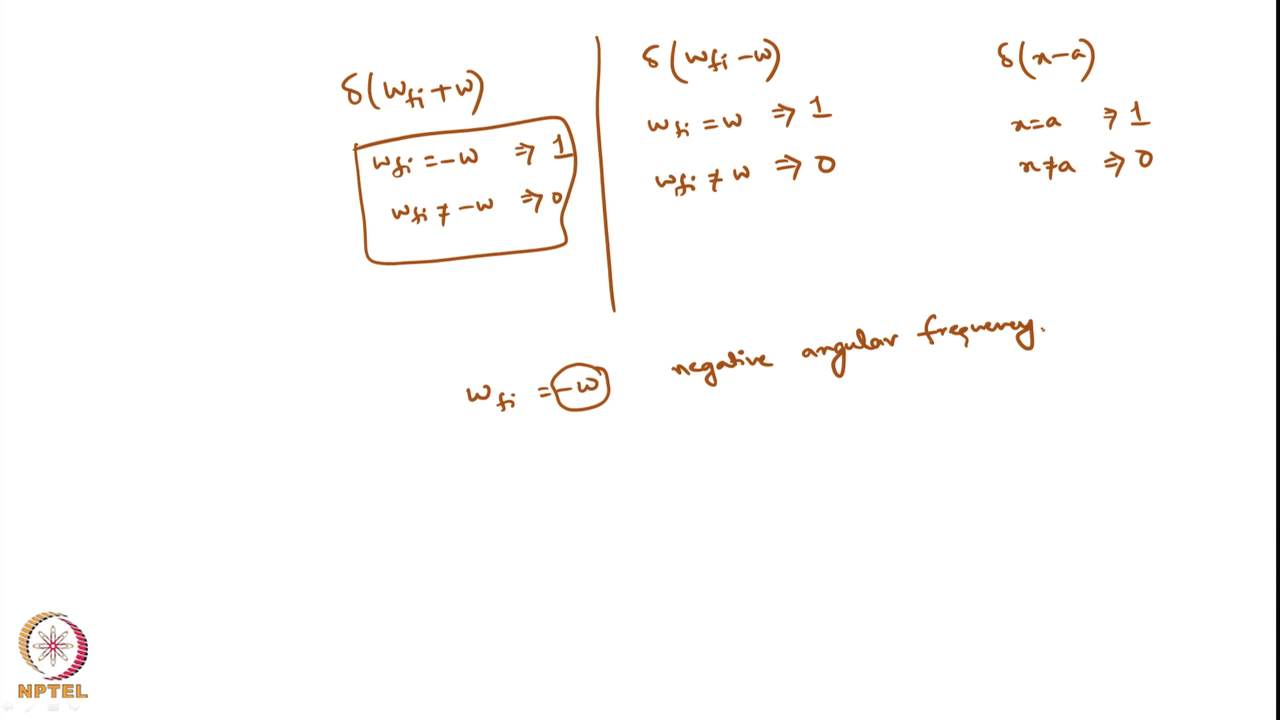 δ(ω_fi + ω)
ω_fi = -ω ⇒ 1
ω_fi ≠ -ω ⇒ 0
δ(ω_fi - ω)
ω_fi = ω ⇒ 1
ω_fi ≠ ω ⇒ 0
δ(x-a)
x=a ⇒ 1
x≠a ⇒ 0
ω_fi = -ω negative angular frequency.
NPTEL